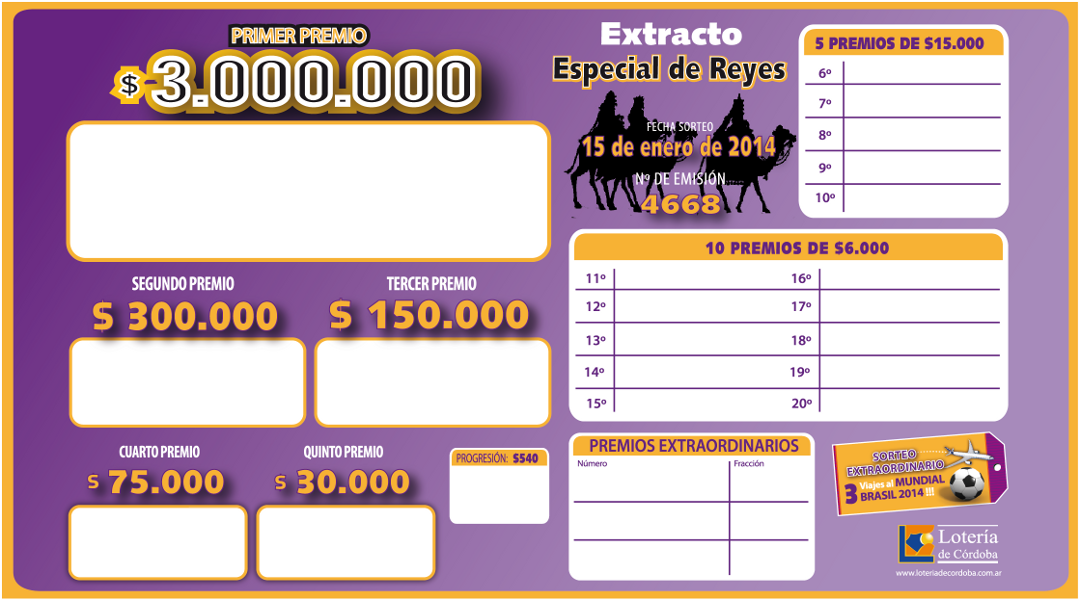 PRIMER PREMIO
$ 3.000.000
SEGUNDO PREMIO
$ 300.000
TERCER PREMIO
$ 150.000
CUARTO PREMIO
$ 75.000
QUINTO PREMIO
$ 30.000
PROGRESIÓN: $540
Extracto
Especial de Reyes
FECHA SORTEO
15 de enero de 2014
Nº DE EMISIÓN
4668
5 PREMIOS DE $15.000
6º
7º
8º
9º
10º
10 PREMIOS DE $6.000
11º 16º
12º 17º
13º 18º
14º 19º
15º 20º
PREMIOS EXTRAORDINARIOS
Número Fracción
SORTEO
EXTRAORDINARIO
3 Viajes al MUNDIAL
BRASIL 2014 !!!
Lotería
de Córdoba
www.loteriadecordoba.com.ar